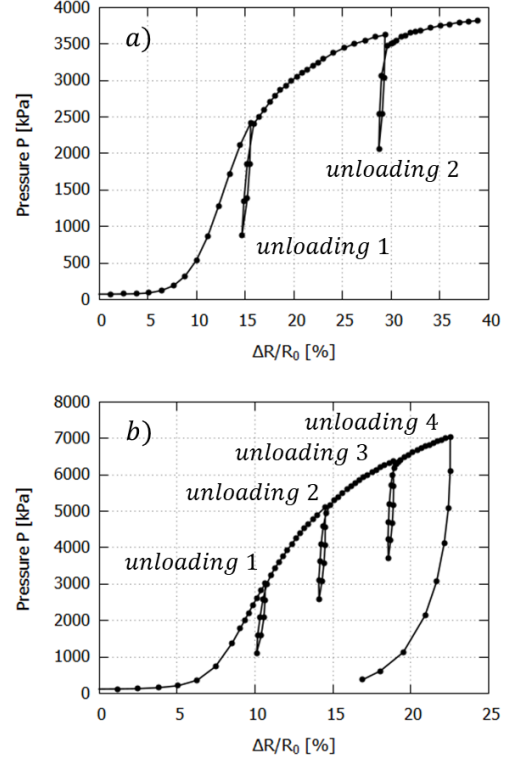 a)
4000
3500
3000
2500
2000
1500
1000
500
0
Pressure P [kPa]
unloading 2
unloading 1
0 5 10 15 20 25 30 35 40
ΔR/R₀ [%]
b)
8000
7000
6000
5000
4000
3000
2000
1000
0
Pressure P [kPa]
unloading 4
unloading 3
unloading 2
unloading 1
0 5 10 15 20 25
ΔR/R₀ [%]